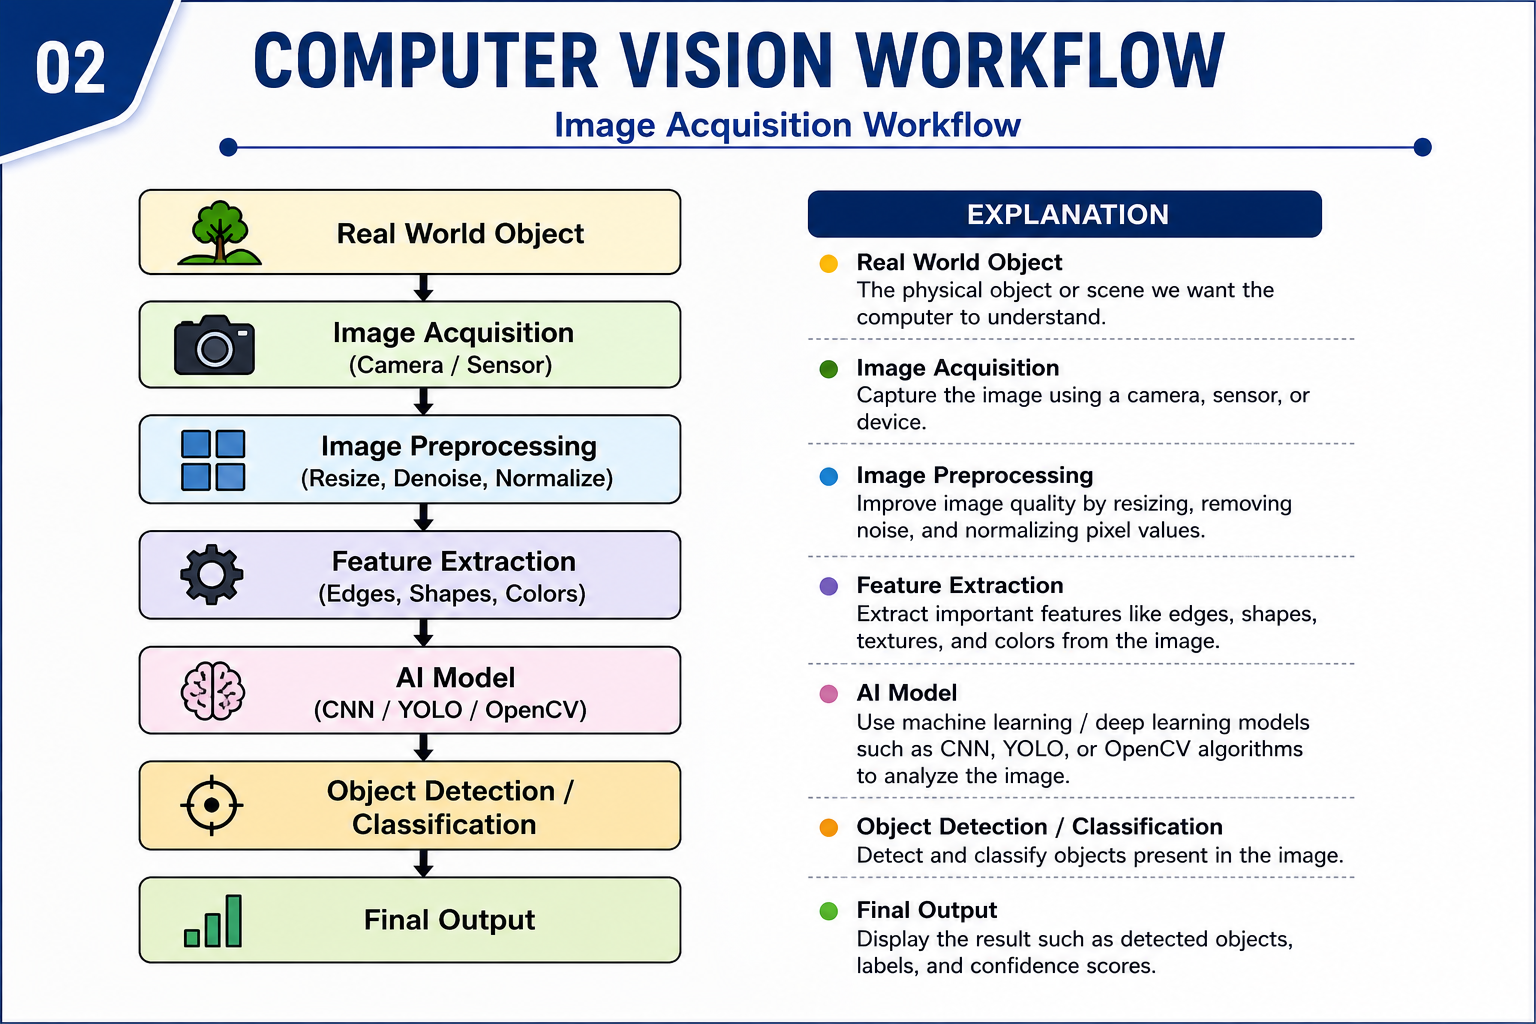 02
COMPUTER VISION WORKFLOW
Image Acquisition Workflow
Real World Object
Image Acquisition
(Camera / Sensor)
Image Preprocessing
(Resize, Denoise, Normalize)
Feature Extraction
(Edges, Shapes, Colors)
AI Model
(CNN / YOLO / OpenCV)
Object Detection /
Classification
Final Output
EXPLANATION
Real World Object
The physical object or scene we want the
computer to understand.
Image Acquisition
Capture the image using a camera, sensor, or
device.
Image Preprocessing
Improve image quality by resizing, removing
noise, and normalizing pixel values.
Feature Extraction
Extract important features like edges, shapes,
textures, and colors from the image.
AI Model
Use machine learning / deep learning models
such as CNN, YOLO, or OpenCV algorithms
to analyze the image.
Object Detection / Classification
Detect and classify objects present in the image.
Final Output
Display the result such as detected objects,
labels, and confidence scores.